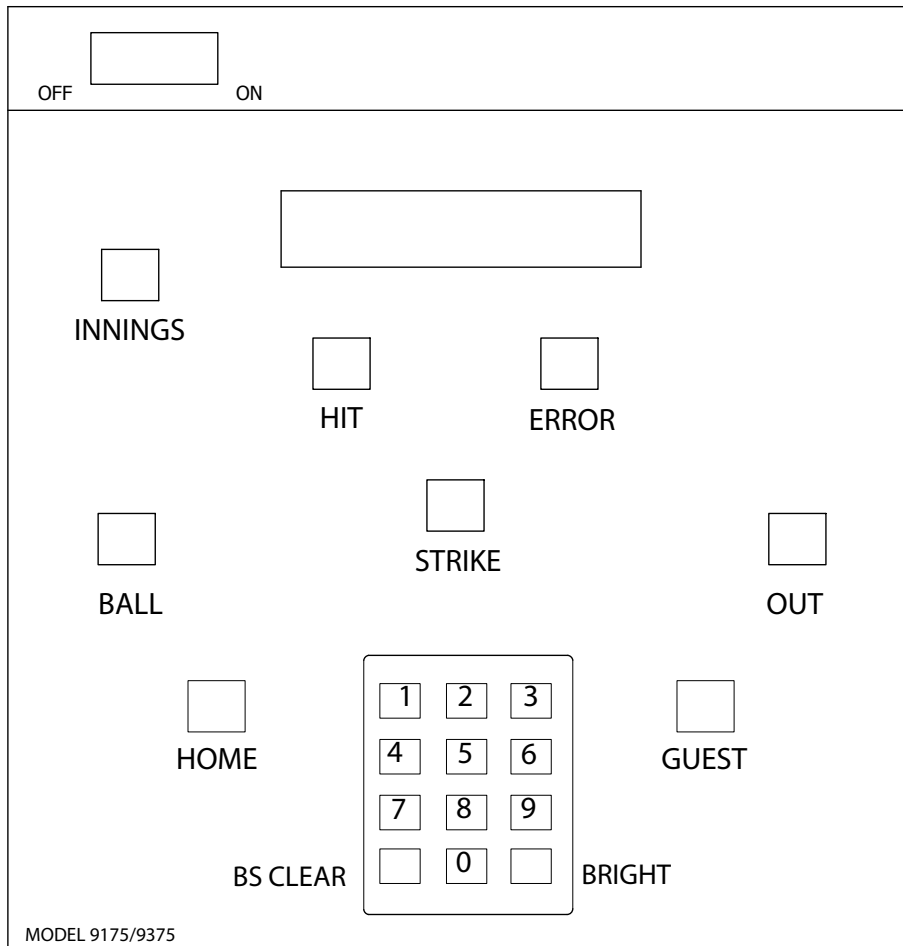 OFF ON
INNINGS
HIT ERROR
STRIKE
BALL OUT
1 2 3
HOME GUEST
4 5 6
7 8 9
BS CLEAR 0 BRIGHT
MODEL 9175/9375